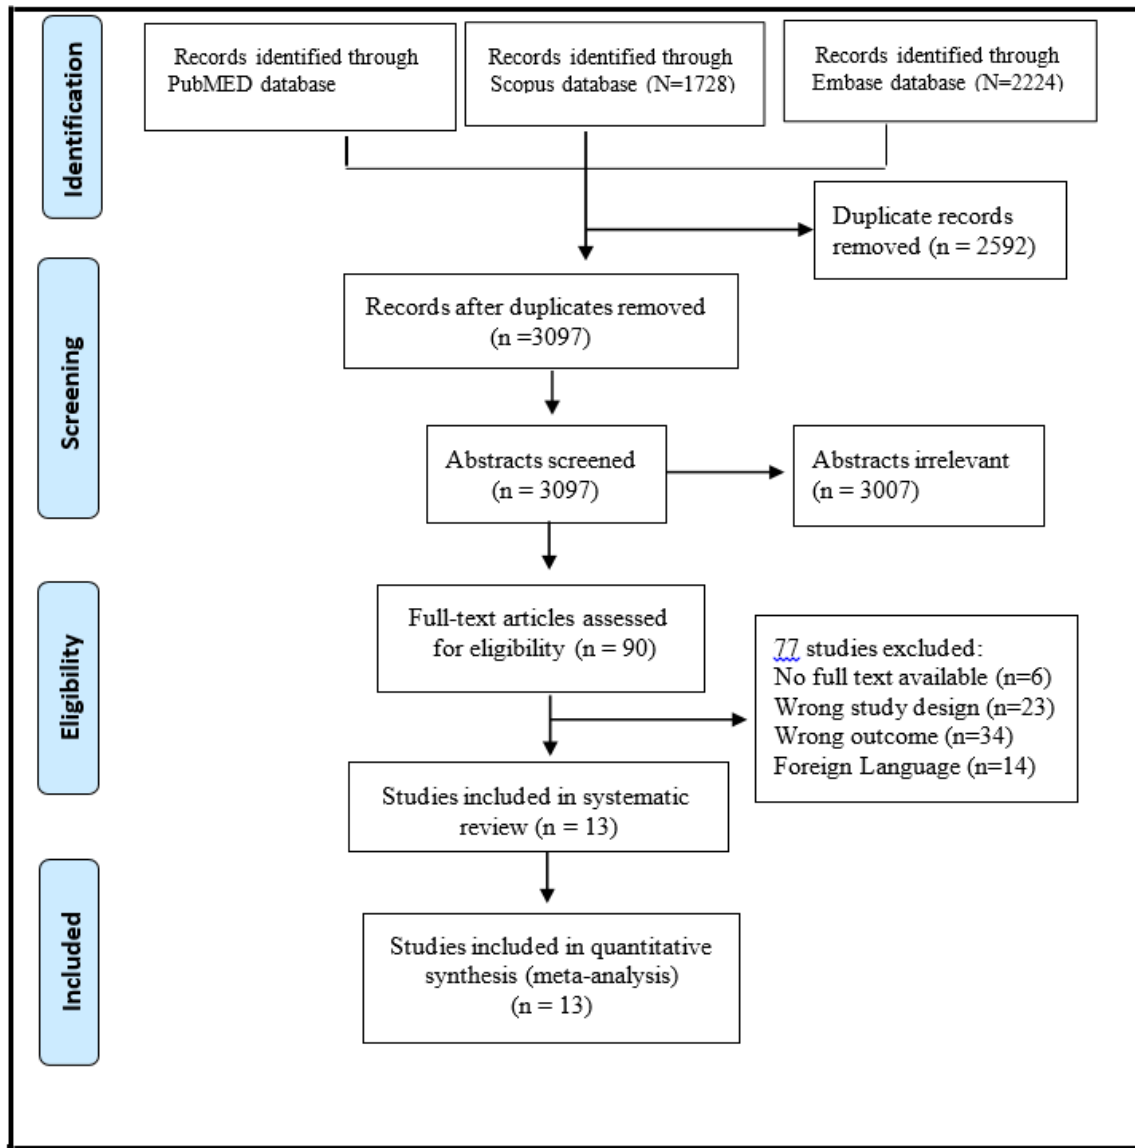 Identification
Records identified through
PubMED database
Records identified through
Scopus database (N=1728)
Records identified through
Embase database (N=2224)
Duplicate records
removed (n = 2592)
Screening
Records after duplicates removed
(n =3097)
Abstracts screened
(n = 3097)
Abstracts irrelevant
(n = 3007)
Eligibility
Full-text articles assessed
for eligibility (n = 90)
77 studies excluded:
No full text available (n=6)
Wrong study design (n=23)
Wrong outcome (n=34)
Foreign Language (n=14)
Studies included in systematic
review (n = 13)
Included
Studies included in quantitative
synthesis (meta-analysis)
(n = 13)